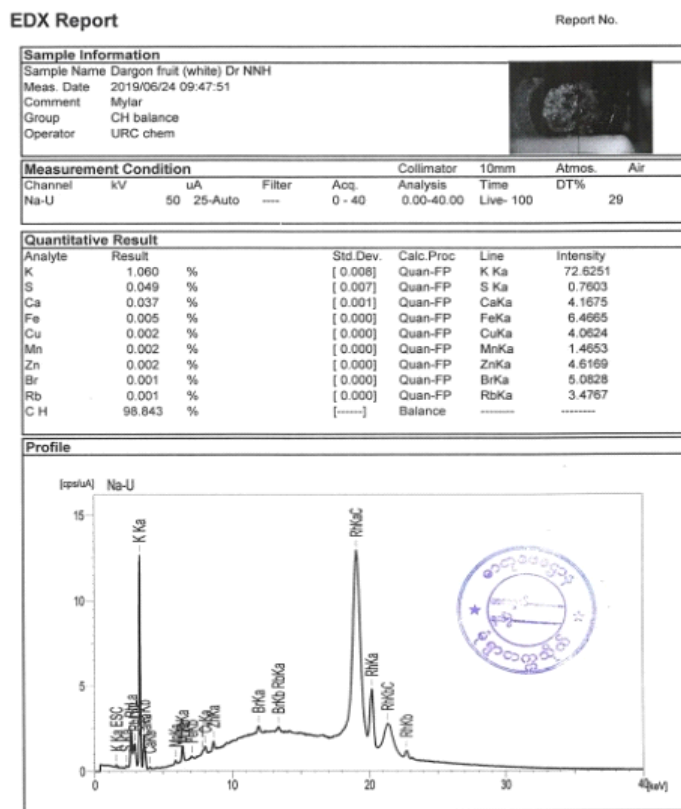 EDX Report
Report No.
Sample Information
Sample Name Dargon fruit (white) Dr NNH
Meas. Date 2019/06/24 09:47:51
Comment Mylar
Group CH balance
Operator URC chem
Measurement Condition Collimator 10mm Atmos. Air
Channel kV uA Filter Acq. Analysis Time DT%
Na-U 50 25-Auto ---- 0 - 40 0.00-40.00 Live- 100 29
Quantitative Result
Analyte Result Std.Dev. Calc.Proc Line Intensity
K 1.060 % [ 0.008] Quan-FP K Ka 72.6251
S 0.049 % [ 0.007] Quan-FP S Ka 0.7603
Ca 0.037 % [ 0.001] Quan-FP CaKa 4.1675
Fe 0.005 % [ 0.000] Quan-FP FeKa 6.4665
Cu 0.002 % [ 0.000] Quan-FP CuKa 4.0624
Mn 0.002 % [ 0.000] Quan-FP MnKa 1.4653
Zn 0.002 % [ 0.000] Quan-FP ZnKa 4.6169
Br 0.001 % [ 0.000] Quan-FP BrKa 5.0828
Rb 0.001 % [ 0.000] Quan-FP RbKa 3.4767
C H 98.843 % [------] Balance -------- --------
Profile
[cps/uA] Na-U
15
10
5
0
K Ka ESC
K Ka
ZnKa
BrKa
BrKb RbKa
RhKaC
RhKa
RhKbC
RhKb
0 10 20 30 40 [keV]